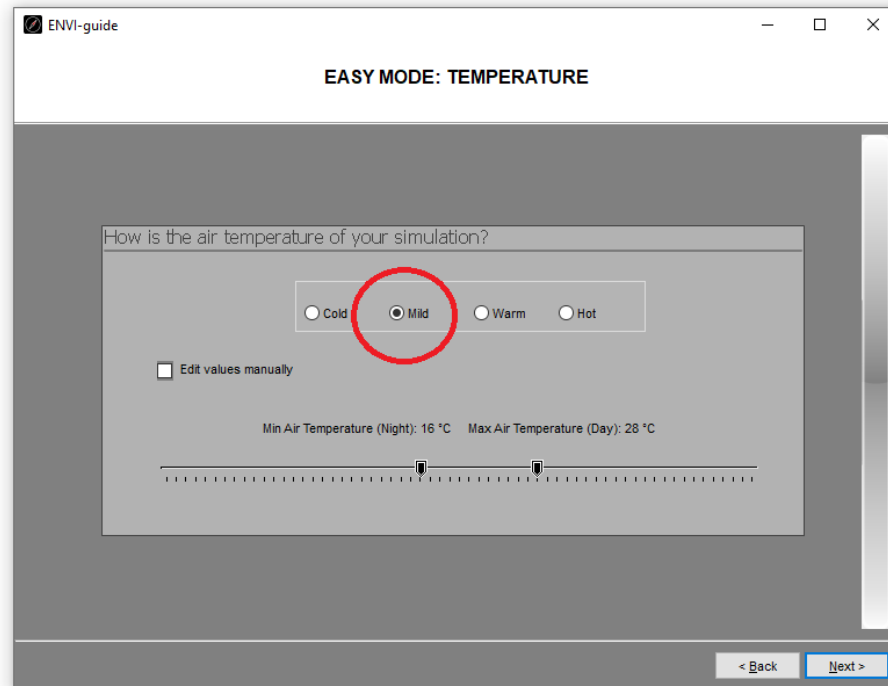 ENVI-guide
EASY MODE: TEMPERATURE
How is the air temperature of your simulation?
Cold Mild Warm Hot
Edit values manually
Min Air Temperature (Night): 16 °C Max Air Temperature (Day): 28 °C
< Back Next >